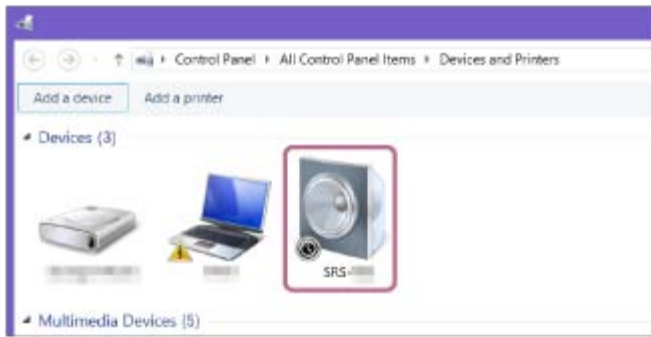 Control Panel All Control Panel Items Devices and Printers
Add a device Add a printer
Devices (3)
SRS-
Multimedia Devices (5)